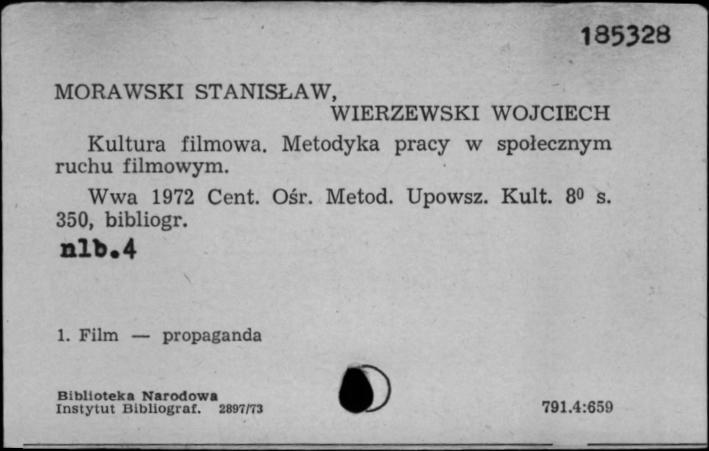 185328
MORAWSKI STANISŁAW,
WIERZEWSKI WOJCIECH
Kultura filmowa. Metodyka pracy w społecznym
ruchu filmowym.
Wwa 1972 Cent. Ośr. Metod. Upowsz. Kult. 8⁰ s.
350, bibliogr.
nlb.4
1. Film — propaganda
Biblioteka Narodowa
Instytut Bibliograf. 2897/73
791.4:659